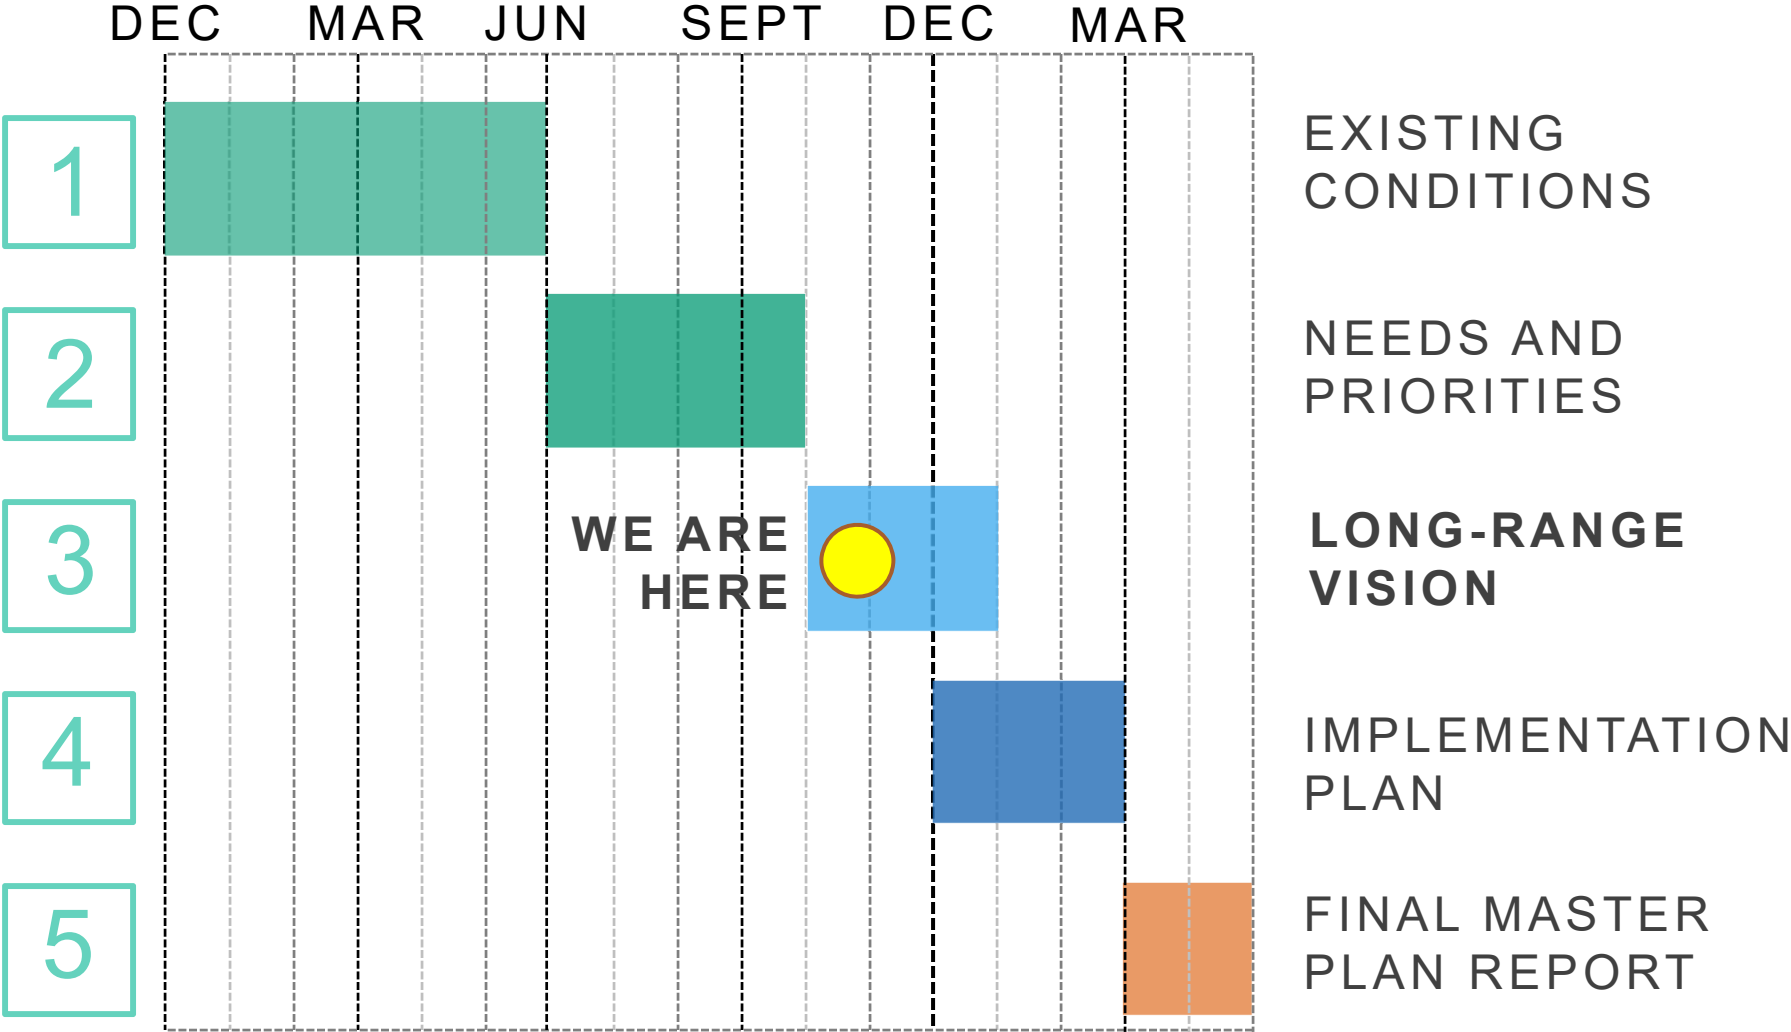 DEC MAR JUN SEPT DEC MAR
1
EXISTING
CONDITIONS
2
NEEDS AND
PRIORITIES
3
WE ARE
HERE
LONG-RANGE
VISION
4
IMPLEMENTATION
PLAN
5
FINAL MASTER
PLAN REPORT